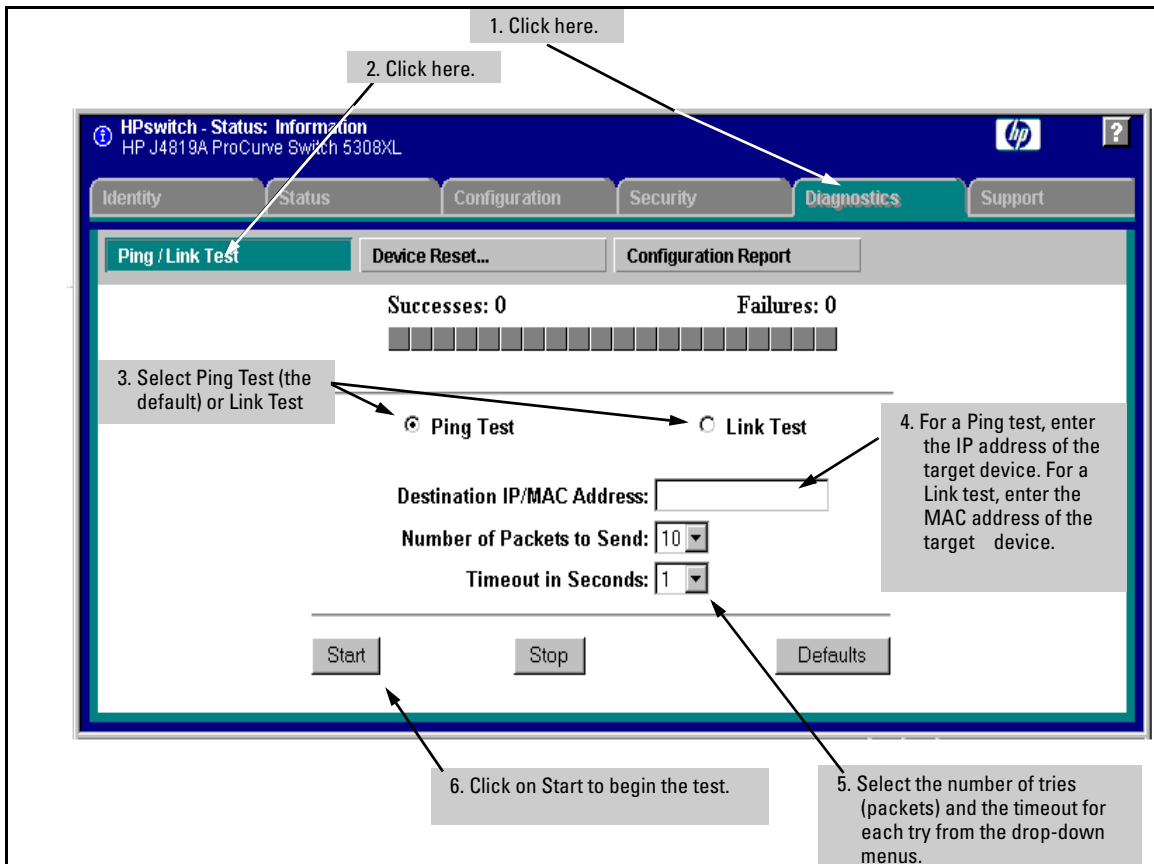 1. Click here.
2. Click here.
HPswitch - Status: Information
HP J4819A ProCurve Switch 5308XL
hp
?
Identity
Status
Configuration
Security
Diagnostics
Support
Ping / Link Test
Device Reset...
Configuration Report
Successes: 0
Failures: 0
3. Select Ping Test (the
default) or Link Test
Ping Test
Link Test
4. For a Ping test, enter
the IP address of the
target device. For a
Link test, enter the
MAC address of the
target device.
Destination IP/MAC Address:
Number of Packets to Send: 10
Timeout in Seconds: 1
Start
Stop
Defaults
6. Click on Start to begin the test.
5. Select the number of tries
(packets) and the timeout for
each try from the drop-down
menus.